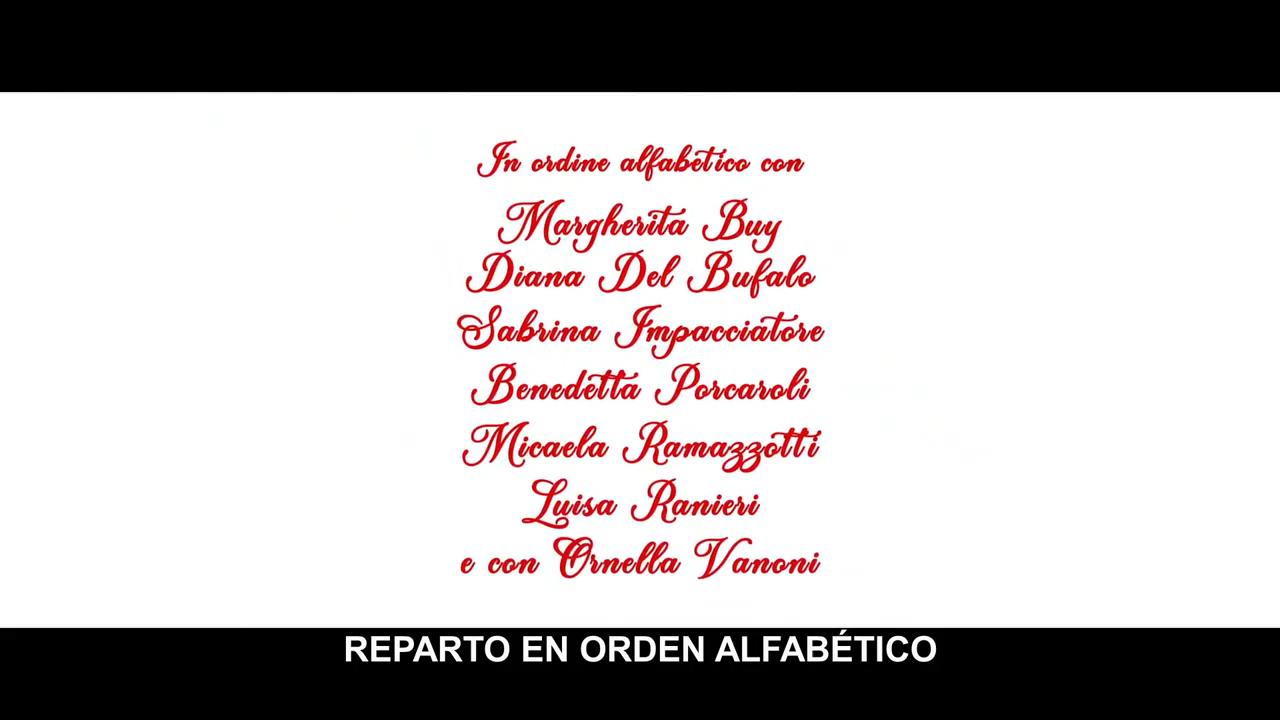 In ordine alfabetico con
Margherita Buy
Diana Del Bufalo
Sabrina Impacciatore
Benedetta Porcaroli
Micaela Ramazzotti
Luisa Ranieri
e con Ornella Vanoni
REPARTO EN ORDEN ALFABÉTICO